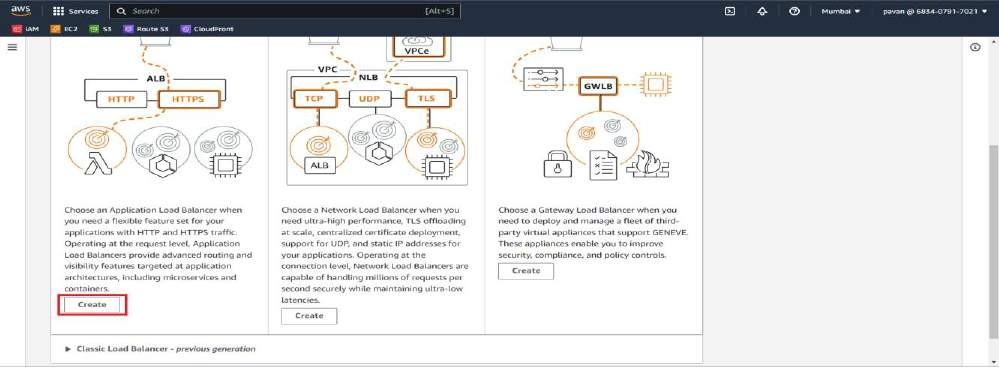 aws
Services
Search
[Alt+S]
Mumbai
pavan @ 6834-0791-7021
IAM
EC2
S3
Route 53
CloudFront
VPCe
VPC
ALB
NLB
HTTP
HTTPS
TCP
UDP
TLS
GWLB
ALB
Choose an Application Load Balancer when
you need a flexible feature set for your
applications with HTTP and HTTPS traffic.
Operating at the request level, Application
Load Balancers provide advanced routing and
visibility features targeted at application
architectures, including microservices and
containers.
Create
Choose a Network Load Balancer when you
need ultra-high performance, TLS offloading
at scale, centralized certificate deployment,
support for UDP, and static IP addresses for
your applications. Operating at the
connection level, Network Load Balancers are
capable of handling millions of requests per
second securely while maintaining ultra-low
latencies.
Create
Choose a Gateway Load Balancer when you
need to deploy and manage a fleet of third-
party virtual appliances that support GENEVE.
These appliances enable you to improve
security, compliance, and policy controls.
Create
Classic Load Balancer - previous generation